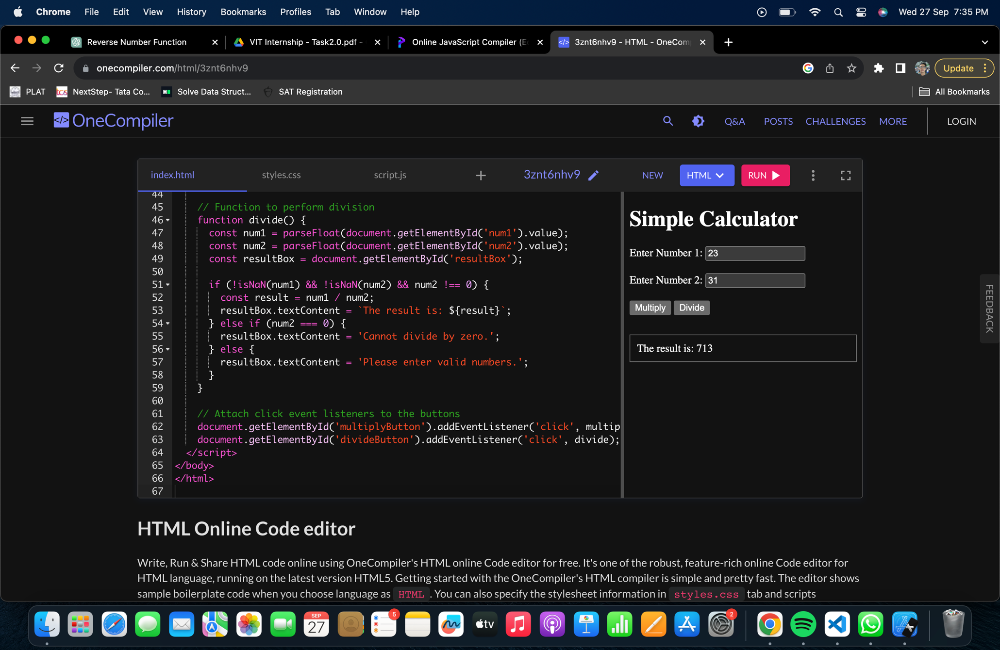 Chrome File Edit View History Bookmarks Profiles Tab Window Help Wed 27 Sep 7:35 PM
Reverse Number Function VIT Internship - Task2.0.pdf - Online JavaScript Compiler (E 3znt6nhv9 - HTML - OneCom
onecompiler.com/html/3znt6nhv9 Update
PLAT tcs NextStep- Tata Co... H Solve Data Struct... SAT Registration All Bookmarks
</> OneCompiler Q&A POSTS CHALLENGES MORE LOGIN
index.html styles.css script.js + 3znt6nhv9 NEW HTML RUN
44
45 // Function to perform division
46 function divide() {
47 const num1 = parseFloat(document.getElementById('num1').value);
48 const num2 = parseFloat(document.getElementById('num2').value);
49 const resultBox = document.getElementById('resultBox');
50
51 if (!isNaN(num1) && !isNaN(num2) && num2 !== 0) {
52 const result = num1 / num2;
53 resultBox.textContent = `The result is: ${result}`;
54 } else if (num2 === 0) {
55 resultBox.textContent = 'Cannot divide by zero.';
56 } else {
57 resultBox.textContent = 'Please enter valid numbers.';
58 }
59 }
60
61 // Attach click event listeners to the buttons
62 document.getElementById('multiplyButton').addEventListener('click', multip
63 document.getElementById('divideButton').addEventListener('click', divide);
64 </script>
65 </body>
66 </html>
67
Simple Calculator
Enter Number 1: 23
Enter Number 2: 31
Multiply Divide
The result is: 713
FEEDBACK
HTML Online Code editor
Write, Run & Share HTML code online using OneCompiler's HTML online Code editor for free. It's one of the robust, feature-rich online Code editor for
HTML language, running on the latest version HTML5. Getting started with the OneCompiler's HTML compiler is simple and pretty fast. The editor shows
sample boilerplate code when you choose language as HTML . You can also specify the stylesheet information in styles.css tab and scripts
SEP
27
5
tv
2